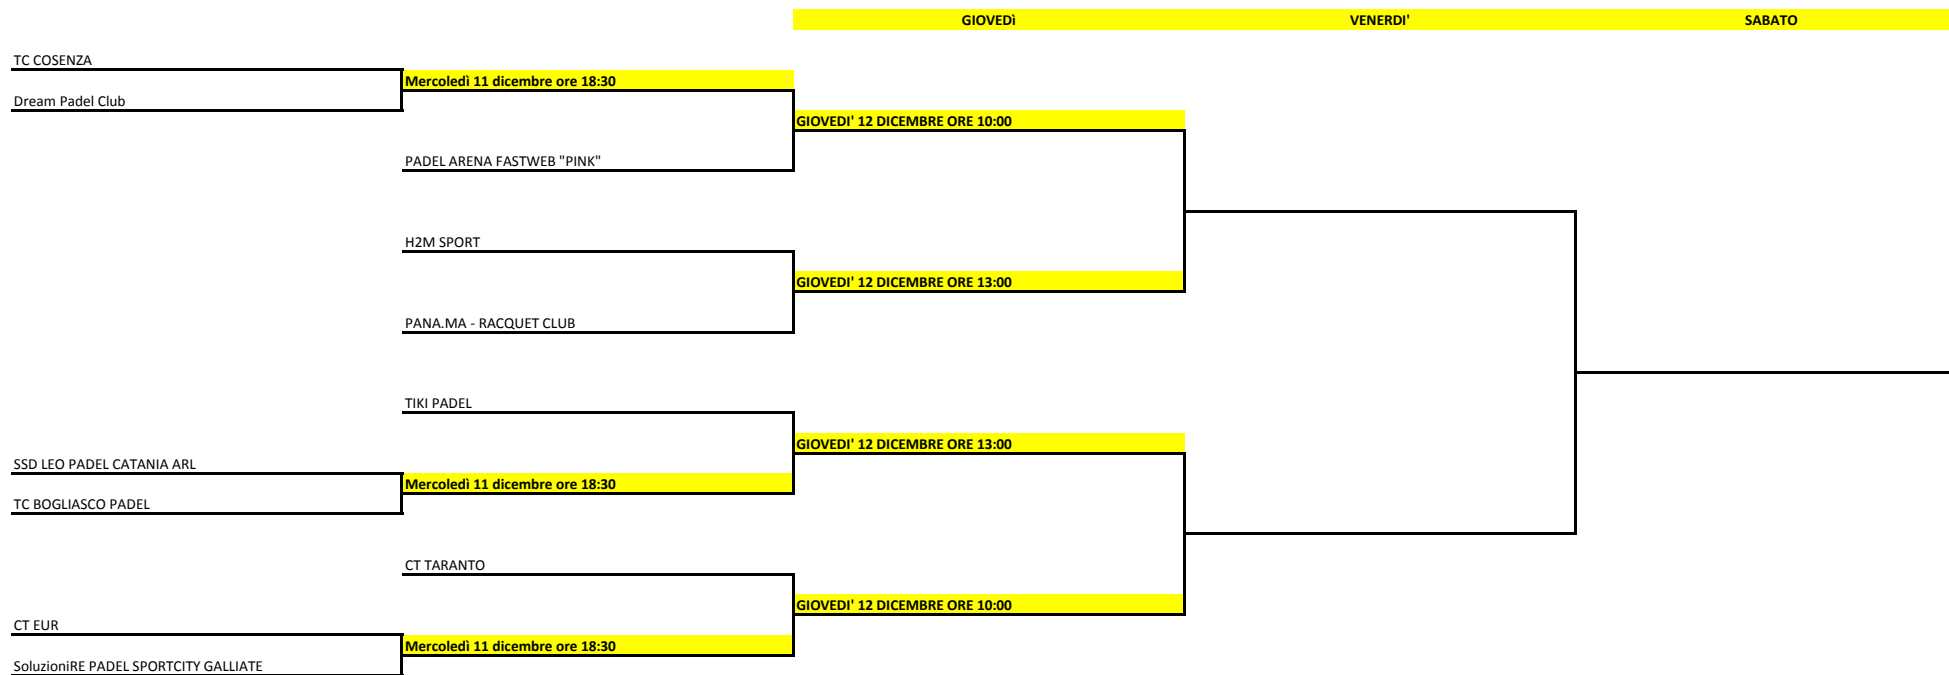 GIOVEDì VENERDI' SABATO
TC COSENZA
Mercoledì 11 dicembre ore 18:30
Dream Padel Club
GIOVEDI' 12 DICEMBRE ORE 10:00
PADEL ARENA FASTWEB "PINK"
H2M SPORT
GIOVEDI' 12 DICEMBRE ORE 13:00
PANA.MA - RACQUET CLUB
TIKI PADEL
GIOVEDI' 12 DICEMBRE ORE 13:00
SSD LEO PADEL CATANIA ARL
Mercoledì 11 dicembre ore 18:30
TC BOGLIASCO PADEL
CT TARANTO
GIOVEDI' 12 DICEMBRE ORE 10:00
CT EUR
Mercoledì 11 dicembre ore 18:30
SoluzioniRE PADEL SPORTCITY GALLIATE